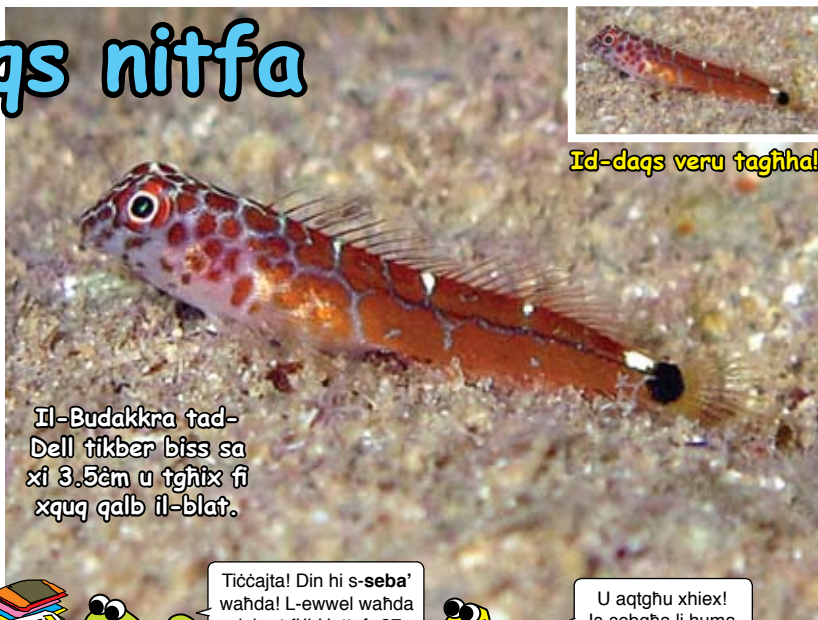 qs nitfa
Id-daqs veru tagħha!
Il-Budakkra tad-
Dell tikber biss sa
xi 3.5ċm u tgħix fi
xquq qalb il-blat.
Tiċċajta! Din hi s-seba'
waħda! L-ewwel waħda
U aqtgħu xhiex!